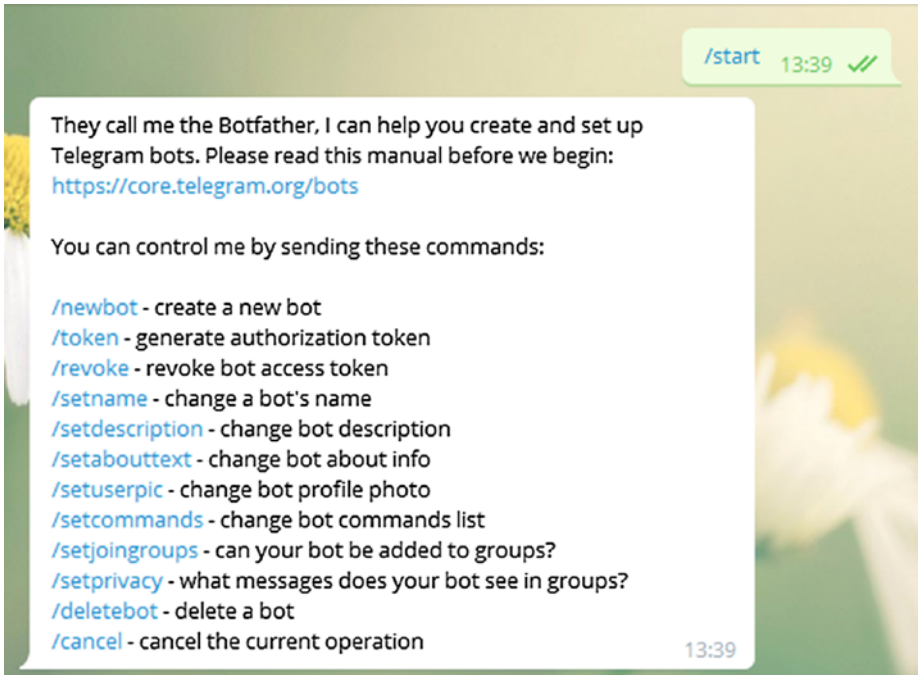 /start 13:39
They call me the Botfather, I can help you create and set up
Telegram bots. Please read this manual before we begin:
https://core.telegram.org/bots
You can control me by sending these commands:
/newbot - create a new bot
/token - generate authorization token
/revoke - revoke bot access token
/setname - change a bot's name
/setdescription - change bot description
/setabouttext - change bot about info
/setuserpic - change bot profile photo
/setcommands - change bot commands list
/setjoingroups - can your bot be added to groups?
/setprivacy - what messages does your bot see in groups?
/deletebot - delete a bot
/cancel - cancel the current operation
13:39